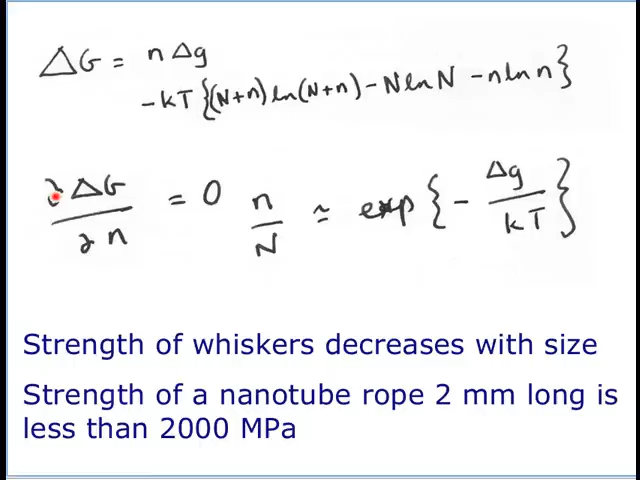 ΔG = n Δg
-kT{(N+n)ln(N+n) - N ln N - n ln n}
∂ΔG/∂n = 0 n/N ≃ exp{-Δg/kT}
Strength of whiskers decreases with size
Strength of a nanotube rope 2 mm long is
less than 2000 MPa